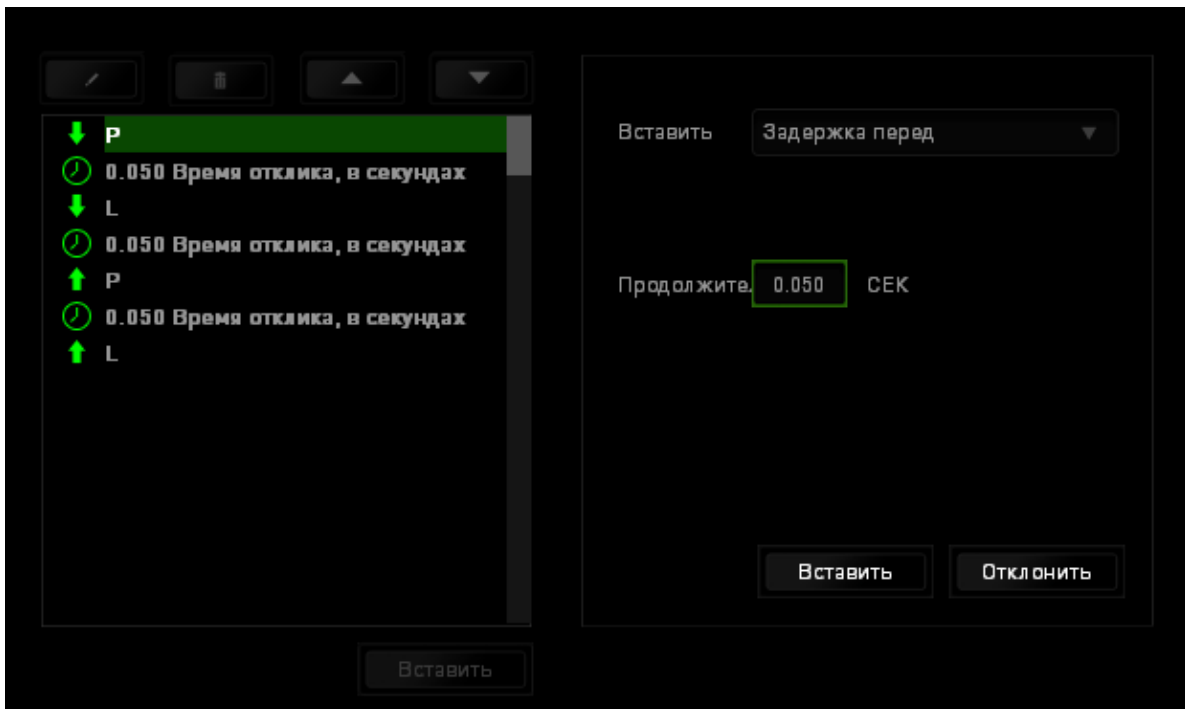 P
0.050 Время отклика, в секундах
L
0.050 Время отклика, в секундах
P
0.050 Время отклика, в секундах
L
Вставить
Вставить Задержка перед
Продолжител 0.050 СЕК
Вставить Отклонить